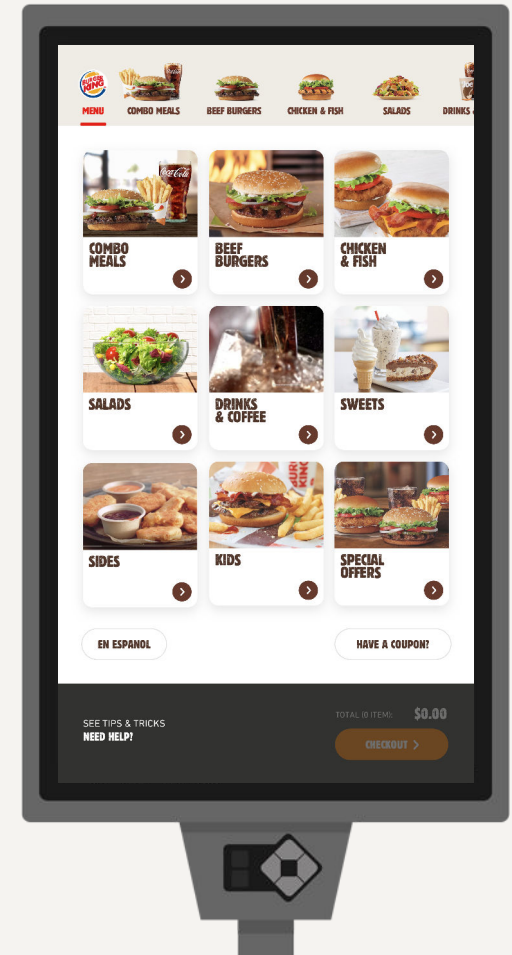 BURGER
KING
MENU
COMBO MEALS
BEEF BURGERS
CHICKEN & FISH
SALADS
DRINKS &
Coca-Cola
COMBO
MEALS
BEEF
BURGERS
CHICKEN
& FISH
SALADS
DRINKS
& COFFEE
SWEETS
SIDES
BURG
KING
KIDS
SPECIAL
OFFERS
EN ESPANOL
HAVE A COUPON?
SEE TIPS & TRICKS
NEED HELP?
TOTAL (0 ITEM): $0.00
CHECKOUT >